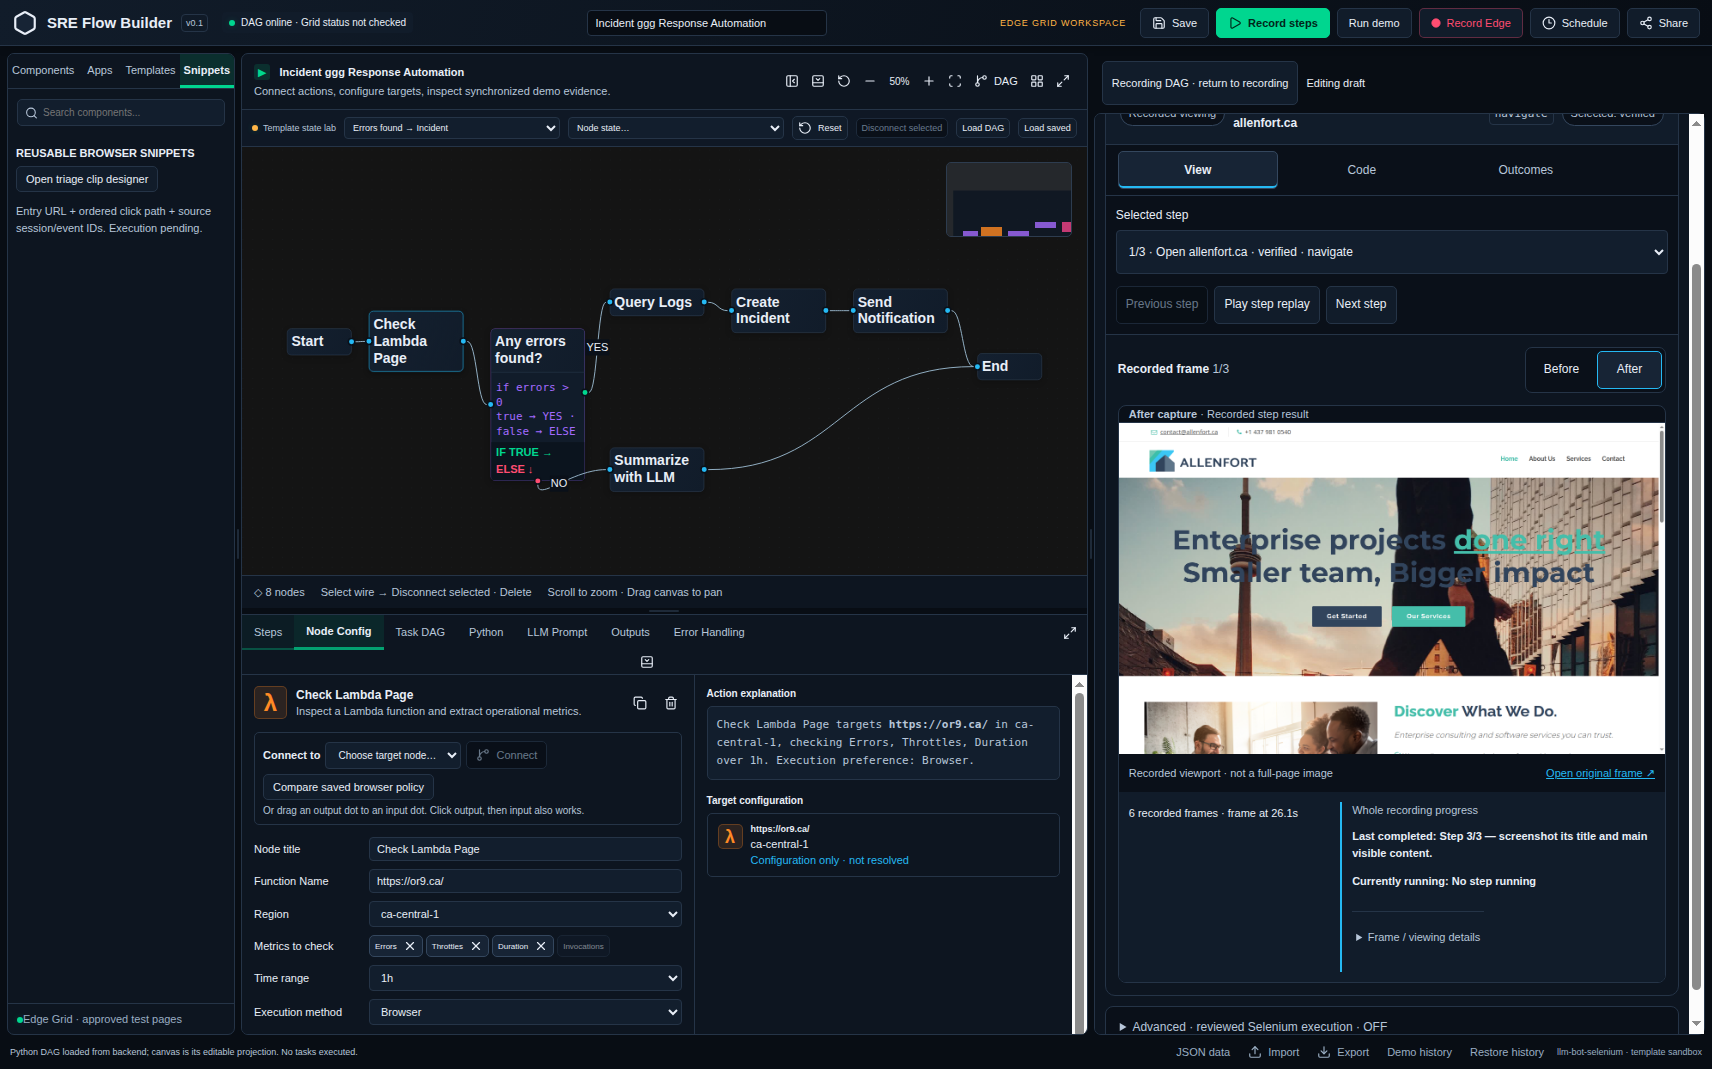 SRE Flow Builder
v0.1
DAG online · Grid status not checked
Incident ggg Response Automation
EDGE GRID WORKSPACE
Save
Record steps
Run demo
Record Edge
Schedule
Share
Components
Apps
Templates
Snippets
Search components...
REUSABLE BROWSER SNIPPETS
Open triage clip designer
Entry URL + ordered click path + source
session/event IDs. Execution pending.
Edge Grid · approved test pages
Incident ggg Response Automation
Connect actions, configure targets, inspect synchronized demo evidence.
50%
DAG
Template state lab
Errors found → Incident
Node state…
Reset
Disconnect selected
Load DAG
Load saved
Start
Check
Lambda
Page
Any errors
found?
if errors >
0
true → YES ·
false → ELSE
IF TRUE →
ELSE ↓
YES
NO
Query Logs
Create
Incident
Send
Notification
End
Summarize
with LLM
◇ 8 nodes
Select wire → Disconnect selected · Delete
Scroll to zoom · Drag canvas to pan
Steps
Node Config
Task DAG
Python
LLM Prompt
Outputs
Error Handling
λ
Check Lambda Page
Inspect a Lambda function and extract operational metrics.
Connect to
Choose target node…
Connect
Compare saved browser policy
Or drag an output dot to an input dot. Click output, then input also works.
Node title
Check Lambda Page
Function Name
https://or9.ca/
Region
ca-central-1
Metrics to check
Errors
Throttles
Duration
Invocations
Time range
1h
Execution method
Browser
Action explanation
Check Lambda Page targets https://or9.ca/ in ca-
central-1, checking Errors, Throttles, Duration
over 1h. Execution preference: Browser.
Target configuration
λ
https://or9.ca/
ca-central-1
Configuration only · not resolved
Recording DAG · return to recording
Editing draft
Recorded viewing
allenfort.ca
navigate
Selected: verified
View
Code
Outcomes
Selected step
1/3 · Open allenfort.ca · verified · navigate
Previous step
Play step replay
Next step
Recorded frame 1/3
Before
After
After capture · Recorded step result
contact@allenfort.ca
+1 437 981 0540
ALLENFORT
Home
About Us
Services
Contact
Enterprise projects done right
Smaller team, Bigger impact
Get Started
Our Services
Discover What We Do.
Enterprise consulting and software services you can trust.
Recorded viewport · not a full-page image
Open original frame ↗
6 recorded frames · frame at 26.1s
Whole recording progress
Last completed: Step 3/3 — screenshot its title and main
visible content.
Currently running: No step running
Frame / viewing details
Advanced · reviewed Selenium execution · OFF
Python DAG loaded from backend; canvas is its editable projection. No tasks executed.
JSON data
Import
Export
Demo history
Restore history
llm-bot-selenium · template sandbox